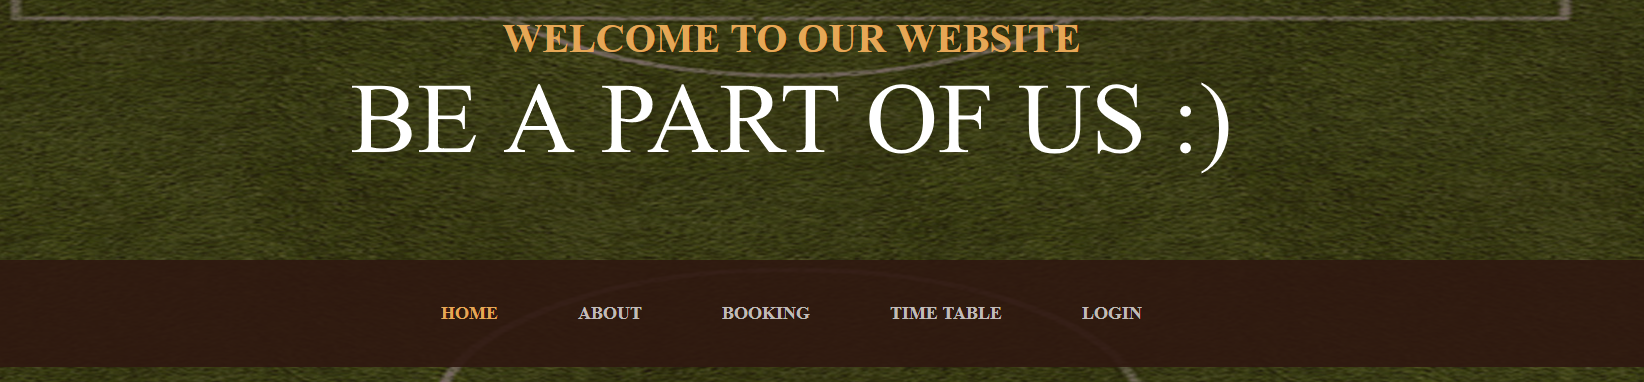 WELCOME TO OUR WEBSITE
BE A PART OF US :)
HOME ABOUT BOOKING TIME TABLE LOGIN